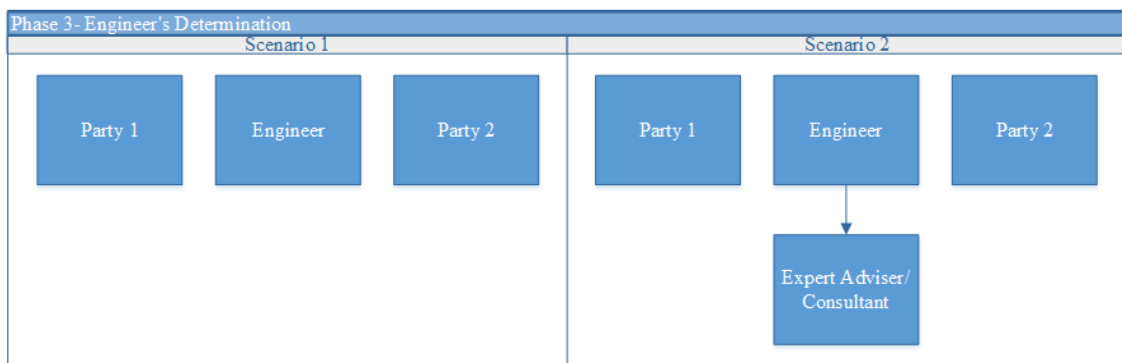 Phase 3- Engineer's Determination
Scenario 1
Scenario 2
Party 1
Engineer
Party 2
Party 1
Engineer
Party 2
Expert Adviser/
Consultant